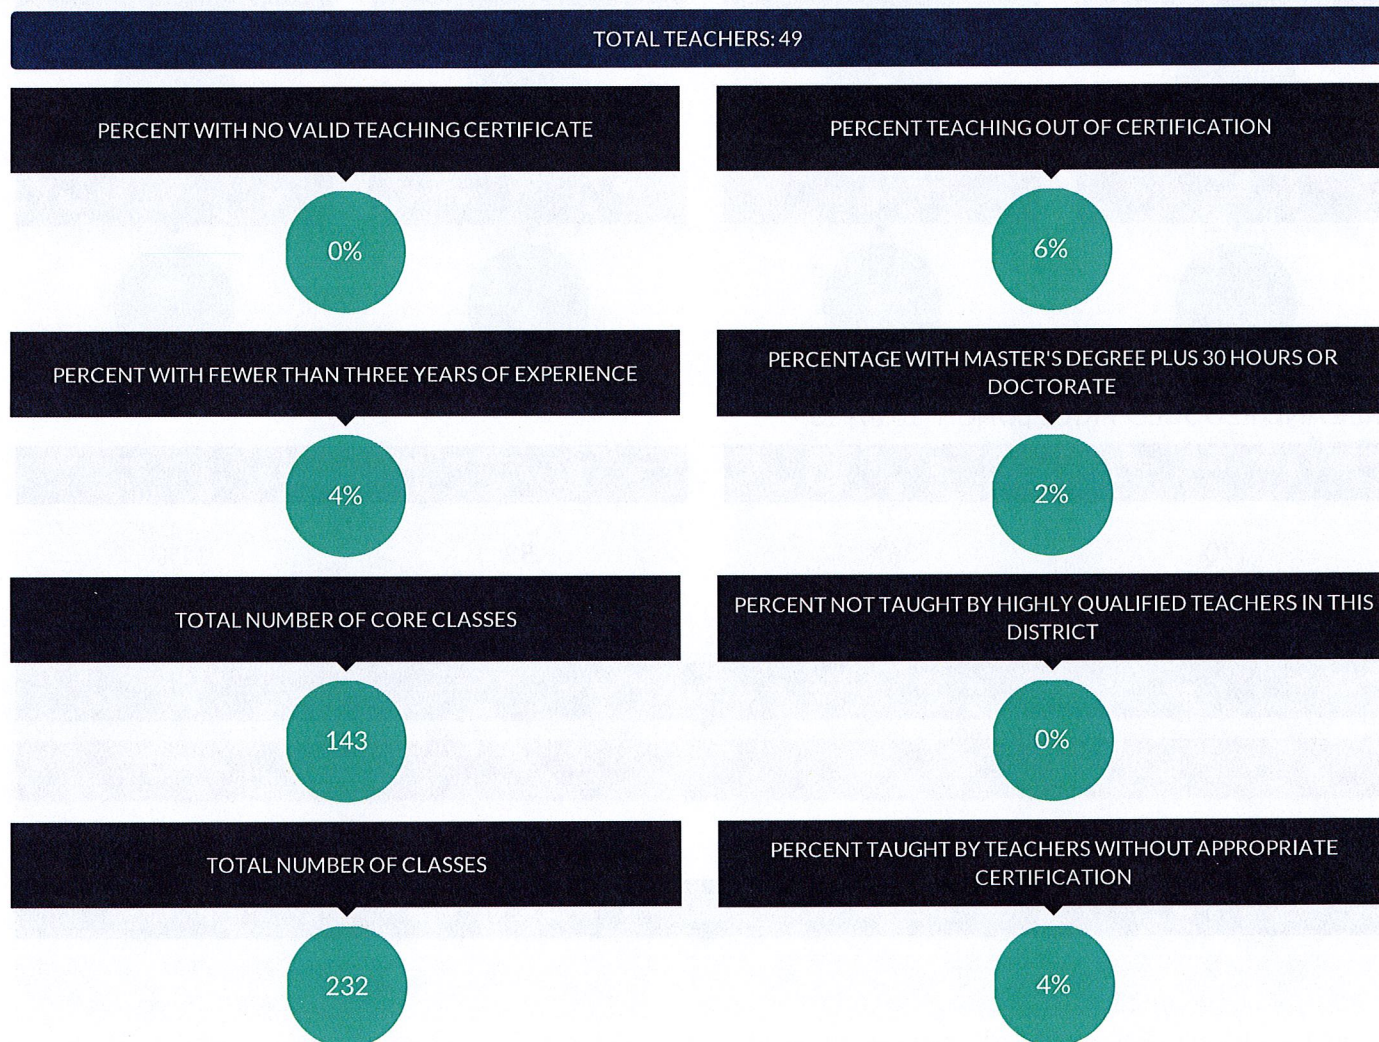 TOTAL TEACHERS: 49
PERCENT WITH NO VALID TEACHING CERTIFICATE
0%
PERCENT TEACHING OUT OF CERTIFICATION
6%
PERCENT WITH FEWER THAN THREE YEARS OF EXPERIENCE
4%
PERCENTAGE WITH MASTER'S DEGREE PLUS 30 HOURS OR
DOCTORATE
2%
TOTAL NUMBER OF CORE CLASSES
143
PERCENT NOT TAUGHT BY HIGHLY QUALIFIED TEACHERS IN THIS
DISTRICT
0%
TOTAL NUMBER OF CLASSES
232
PERCENT TAUGHT BY TEACHERS WITHOUT APPROPRIATE
CERTIFICATION
4%